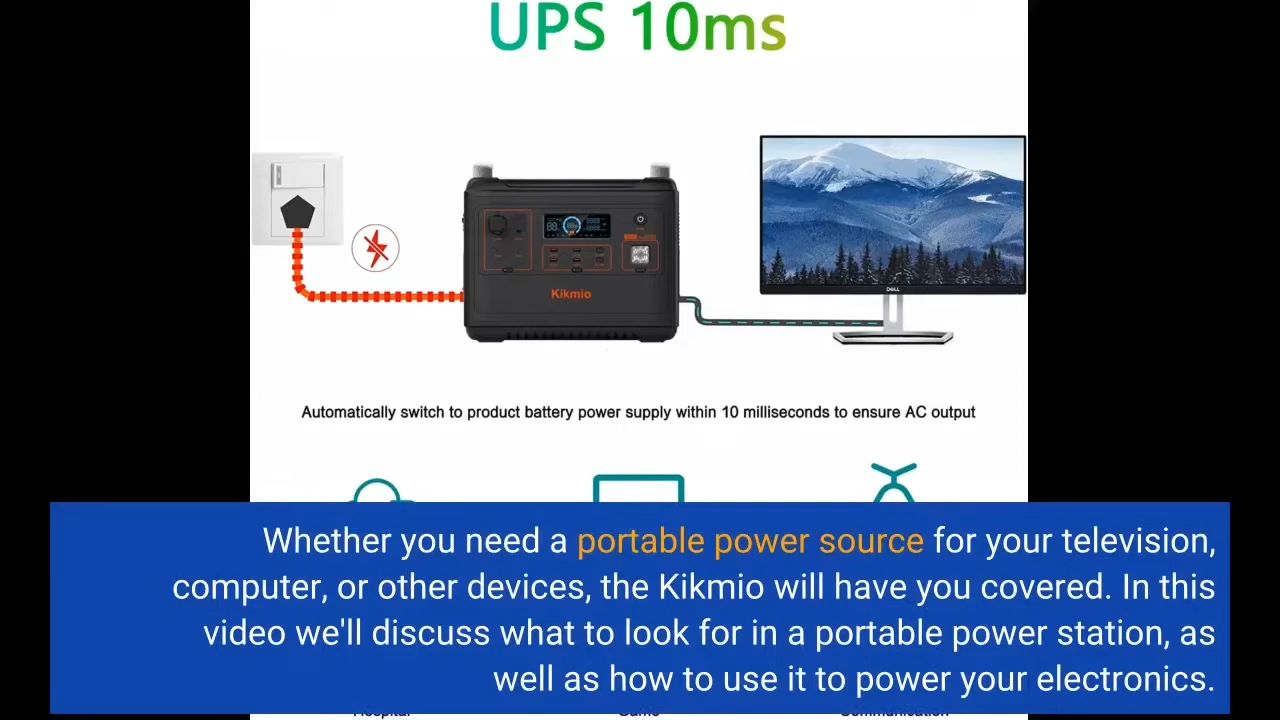 UPS 10ms
Kikmio
DELL
Automatically switch to product battery power supply within 10 milliseconds to ensure AC output
Whether you need a portable power source for your television,
computer, or other devices, the Kikmio will have you covered. In this
video we'll discuss what to look for in a portable power station, as
well as how to use it to power your electronics.